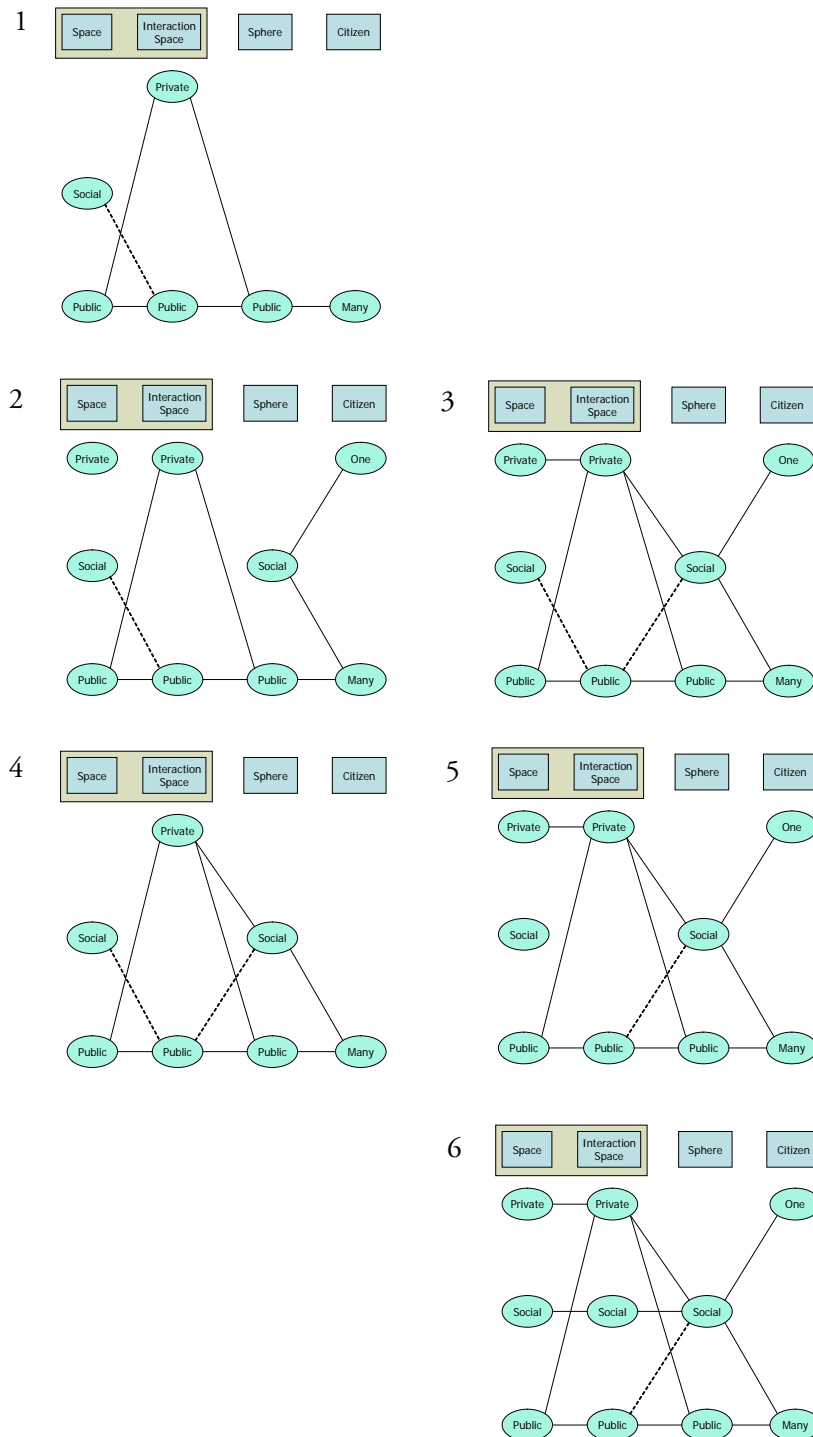 1
Space Interaction Space Sphere Citizen
Private
Social
Public Public Public Many
2
Space Interaction Space Sphere Citizen
Private Private One
Social Social
Public Public Public Many
3
Space Interaction Space Sphere Citizen
Private Private One
Social Social
Public Public Public Many
4
Space Interaction Space Sphere Citizen
Private
Social Social
Public Public Public Many
5
Space Interaction Space Sphere Citizen
Private Private One
Social Social
Public Public Public Many
6
Space Interaction Space Sphere Citizen
Private Private One
Social Social Social
Public Public Public Many